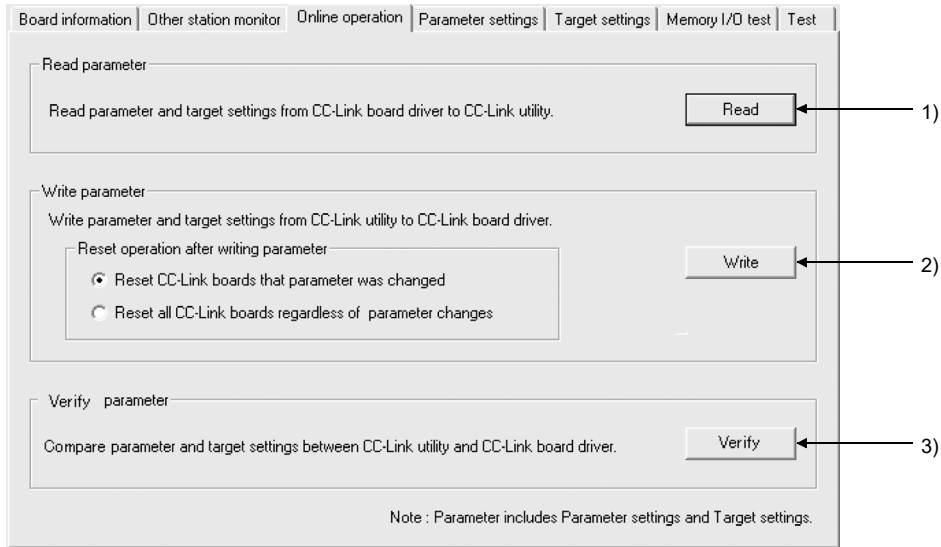 Board information Other station monitor Online operation Parameter settings Target settings Memory I/O test Test
Read parameter
Read parameter and target settings from CC-Link board driver to CC-Link utility.
Read
1)
Write parameter
Write parameter and target settings from CC-Link utility to CC-Link board driver.
Reset operation after writing parameter
Reset CC-Link boards that parameter was changed
Write
2)
Reset all CC-Link boards regardless of parameter changes
Verify parameter
Compare parameter and target settings between CC-Link utility and CC-Link board driver.
Verify
3)
Note : Parameter includes Parameter settings and Target settings.